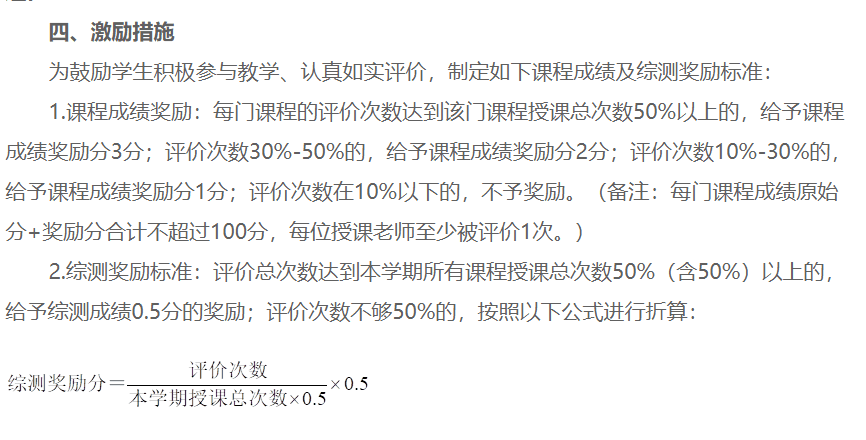 四、激励措施
为鼓励学生积极参与教学、认真如实评价，制定如下课程成绩及综测奖励标准：
1.课程成绩奖励：每门课程的评价次数达到该门课程授课总次数50%以上的，给予课程
成绩奖励分3分；评价次数30%-50%的，给予课程成绩奖励分2分；评价次数10%-30%的，
给予课程成绩奖励分1分；评价次数在10%以下的，不予奖励。（备注：每门课程成绩原始
分+奖励分合计不超过100分，每位授课老师至少被评价1次。）
2.综测奖励标准：评价总次数达到本学期所有课程授课总次数50%（含50%）以上的，
给予综测成绩0.5分的奖励；评价次数不够50%的，按照以下公式进行折算：
评价次数
综测奖励分＝ ×0.5
本学期授课总次数×0.5